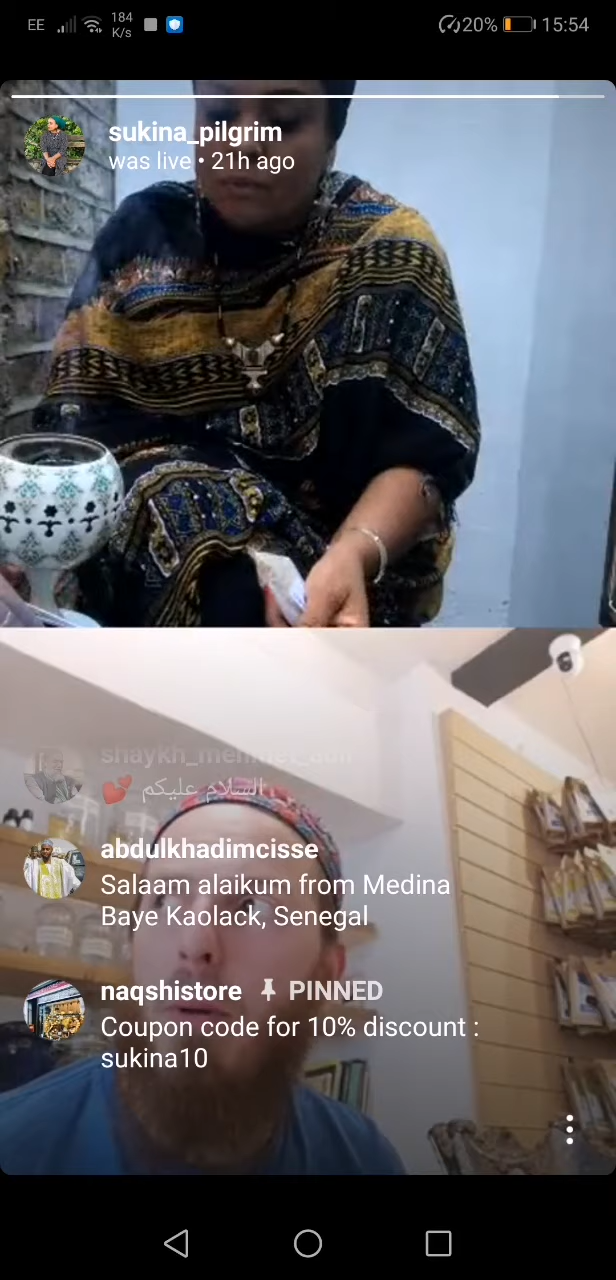 EE
184
K/s
20%
15:54
sukina_pilgrim
was live • 21h ago
السلام عليكم
abdulkhadimcisse
Salaam alaikum from Medina
Baye Kaolack, Senegal
naqshistore PINNED
Coupon code for 10% discount :
sukina10